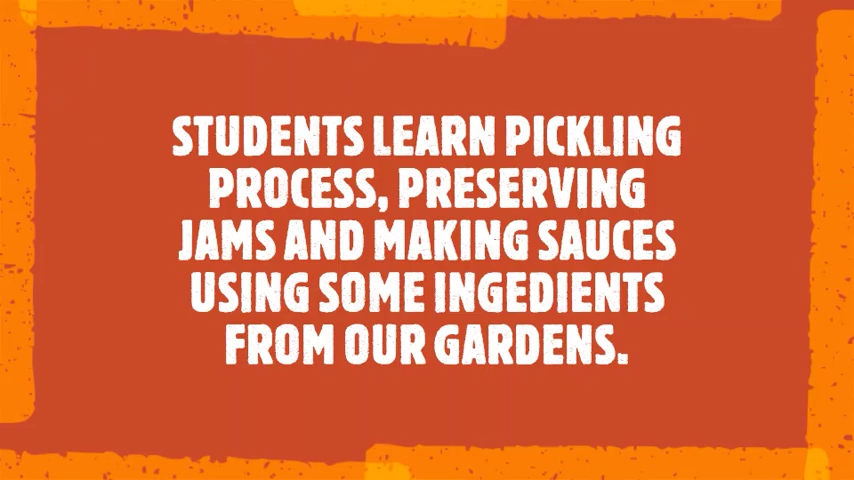 STUDENTS LEARN PICKLING
PROCESS, PRESERVING
JAMS AND MAKING SAUCES
USING SOME INGEDIENTS
FROM OUR GARDENS.